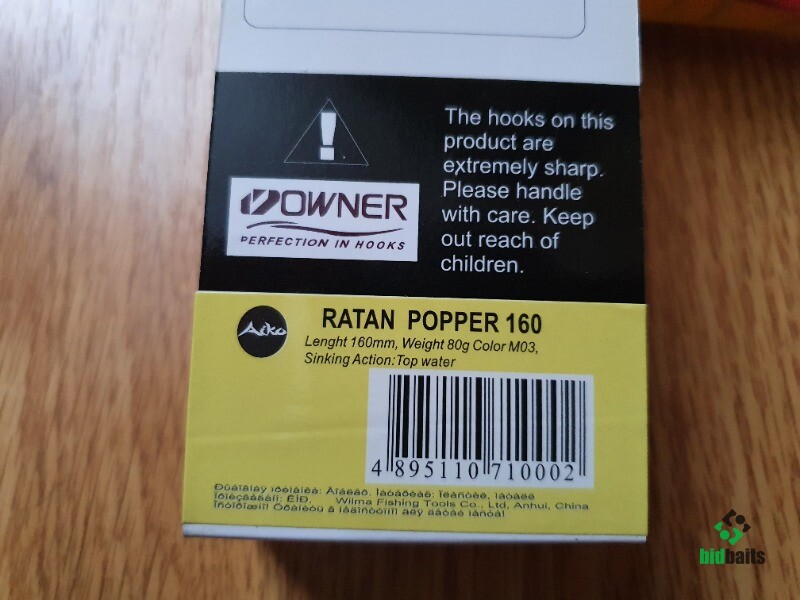 !
The hooks on this
product are
extremely sharp.
Please handle
with care. Keep
out reach of
children.
OWNER
PERFECTION IN HOOKS
Aiko
RATAN POPPER 160
Lenght 160mm, Weight 80g Color M03,
Sinking Action:Top water
4 895110 710002
Wilma Fishing Tools Co., Ltd, Anhui, China
bidbaits